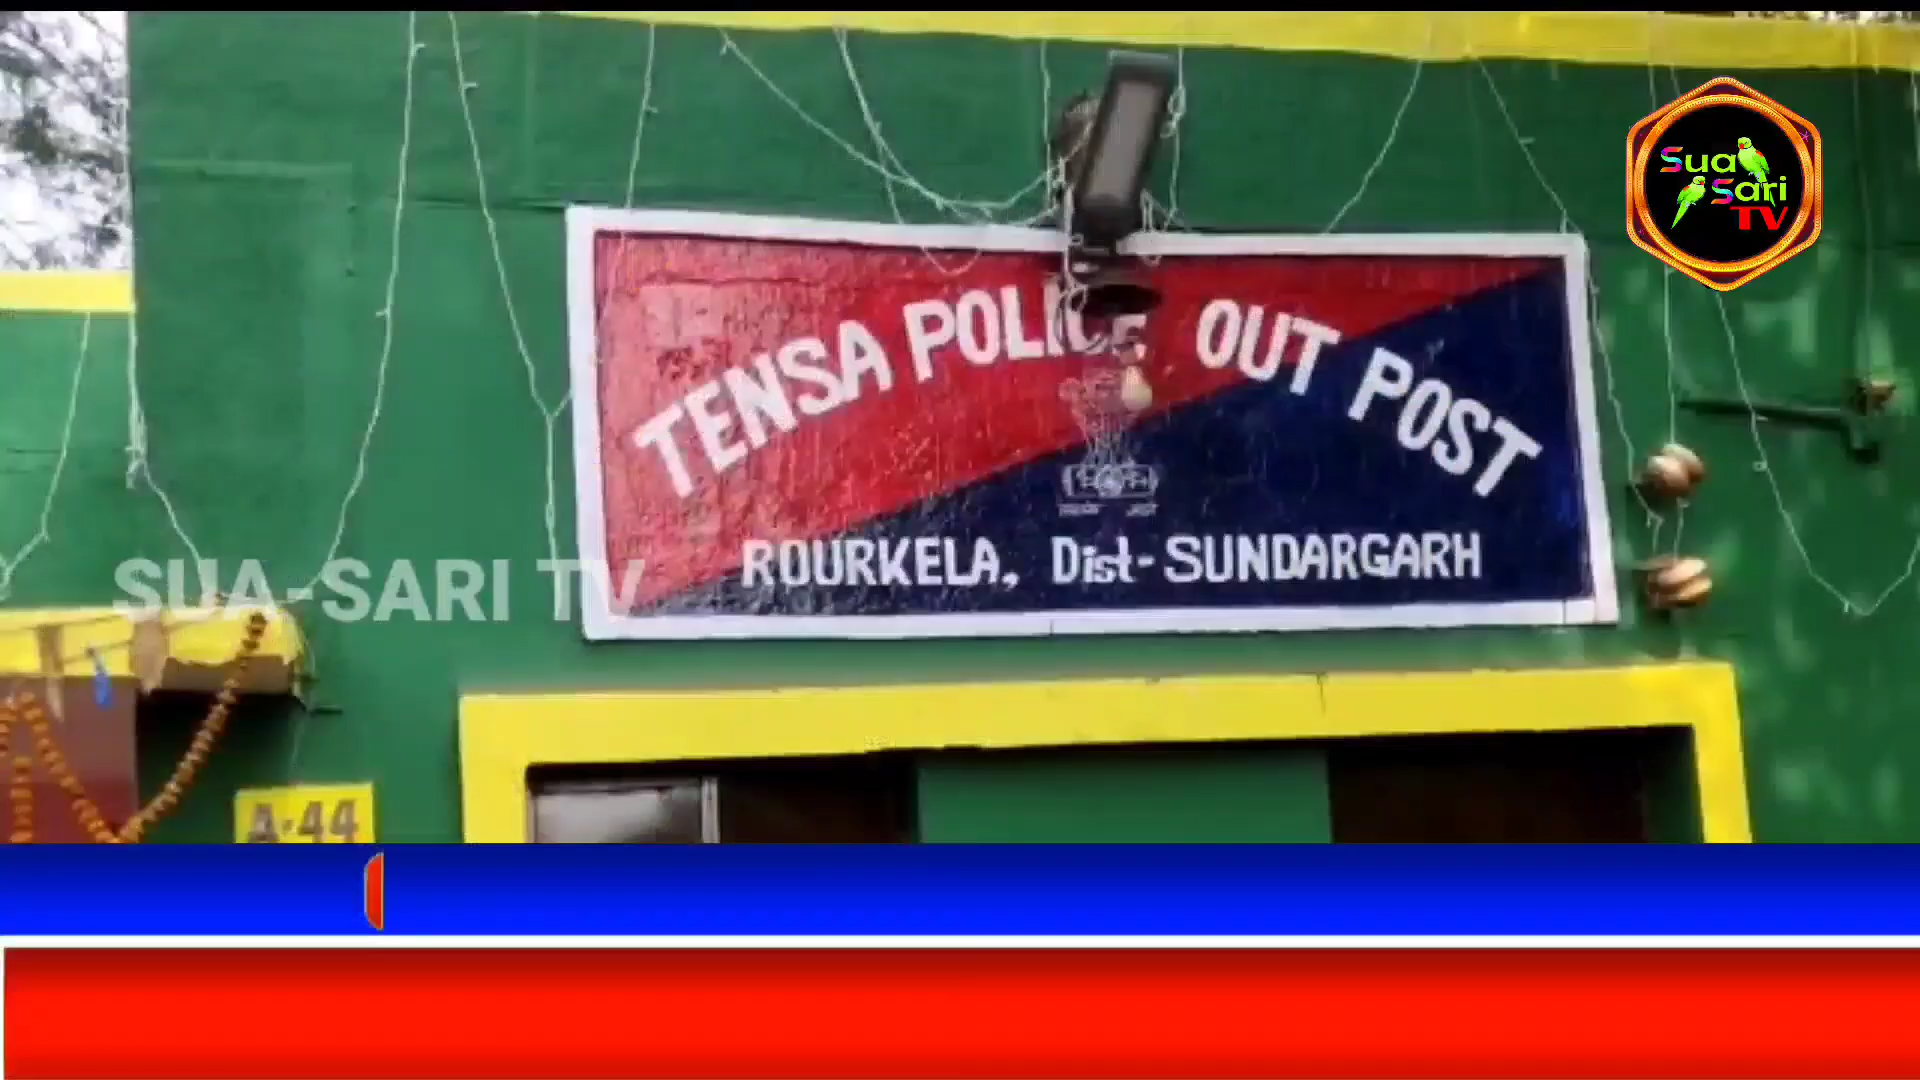 Sua
Sari
TV
TENSA POLICE OUT POST
ROURKELA, Dist-SUNDARGARH
SUA-SARI TV
A-44